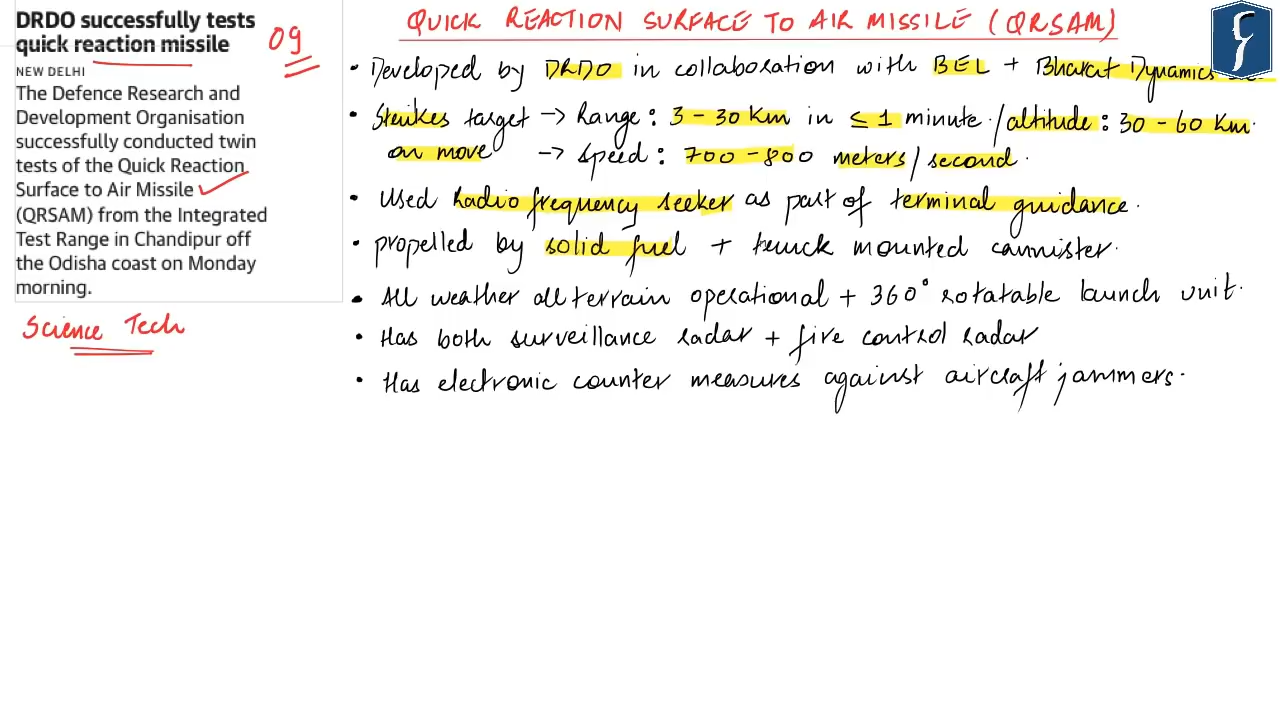 DRDO successfully tests
quick reaction missile
09
NEW DELHI
The Defence Research and
Development Organisation
successfully conducted twin
tests of the Quick Reaction
Surface to Air Missile
(QRSAM) from the Integrated
Test Range in Chandipur off
the Odisha coast on Monday
morning.
Science Tech
QUICK REACTION SURFACE TO AIR MISSILE (QRSAM)
• Developed by DRDO in collaboration with BEL + Bharat Dynamics
• Strikes target → Range : 3 - 30 Km in ≤ 1 minute / altitude : 30 - 60 Km.
on move → Speed : 700 - 800 meters / second.
• Used Radio frequency seeker as part of terminal guidance.
• propelled by solid fuel + truck mounted cannister.
• All weather all terrain operational + 360° rotatable launch unit.
• Has both surveillance radar + fire control radar
• Has electronic counter measures against aircraft jammers.